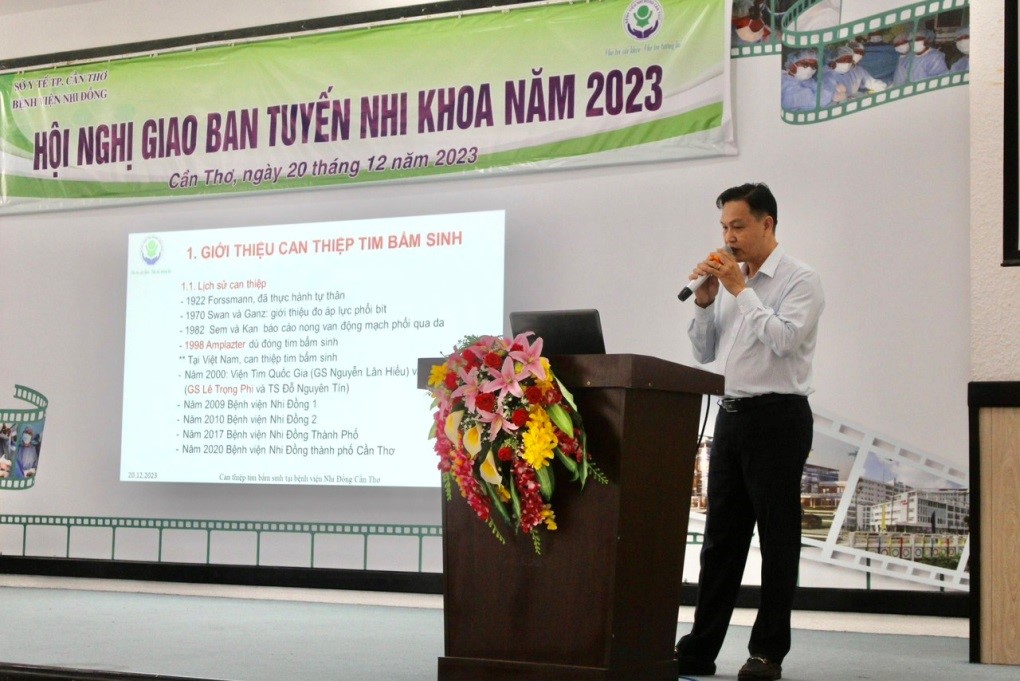 SỞ Y TẾ TP. CẦN THƠ
BỆNH VIỆN NHI ĐỒNG
HỘI NGHỊ GIAO BAN TUYẾN NHI KHOA NĂM 2023
Cần Thơ, ngày 20 tháng 12 năm 2023
1. GIỚI THIỆU CAN THIỆP TIM BẨM SINH
1.1. Lịch sử can thiệp
- 1922 Forssmann, đã thực hành tự thân
- 1970 Swan và Ganz: giới thiệu đo áp lực phổi bít
- 1982 Sem và Kan báo cáo nong van động mạch phổi qua da
- 1998 Amplazter dù đóng tim bẩm sinh
** Tại Việt Nam, can thiệp tim bẩm sinh
- Năm 2000: Viện Tim Quốc Gia (GS Nguyễn Lân Hiếu) v
(GS Lê Trọng Phi và TS Đỗ Nguyên Tín)
- Năm 2009 Bệnh viện Nhi Đồng 1
- Năm 2010 Bệnh viện Nhi Đồng 2
- Năm 2017 Bệnh viện Nhi Đồng Thành Phố
- Năm 2020 Bệnh viện Nhi Đồng thành phố Cần Thơ
20.12.2023
Can thiệp tim bẩm sinh tại bệnh viện Nhi Đồng Cần Thơ